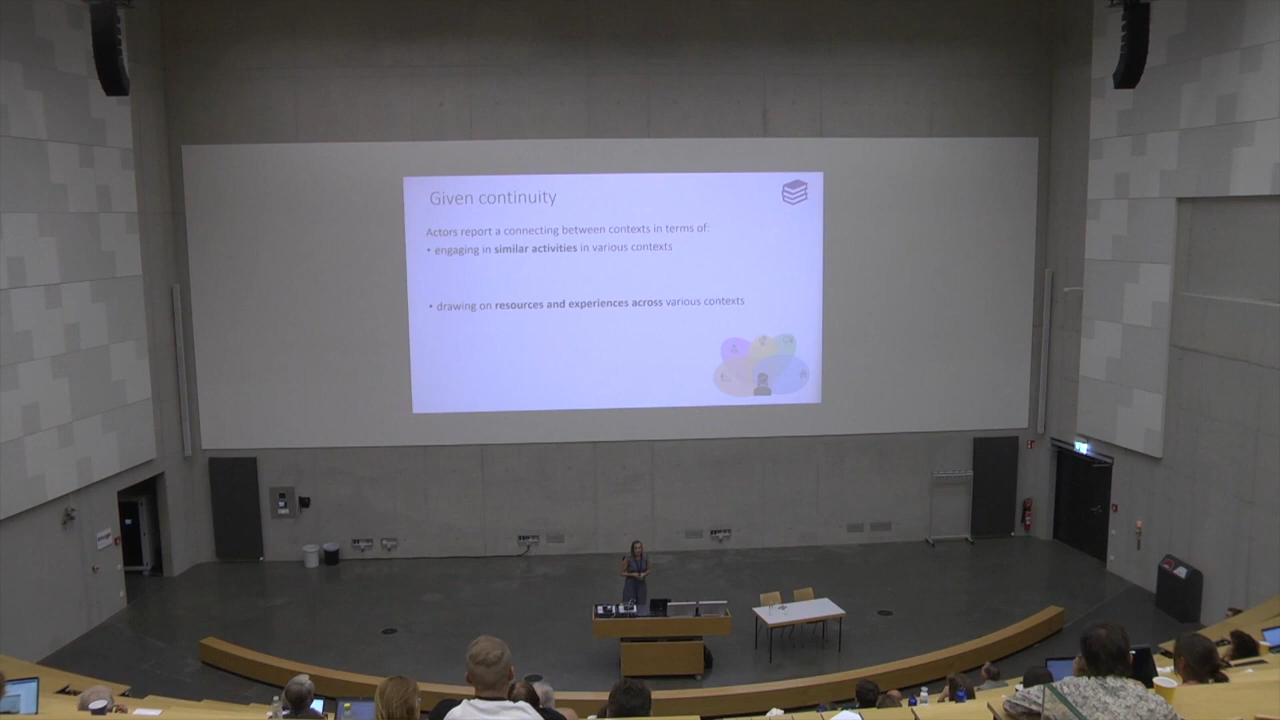 Given continuity
Actors report a connecting between contexts in terms of:
• engaging in similar activities in various contexts
• drawing on resources and experiences across various contexts